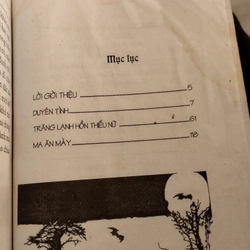 Mục lục
LỜI GIỚI THIỆU 5
DUYÊN TÌNH 7
TRĂNG LẠNH HỒN THIẾU NỮ 61
MA ĂN MÀY 118